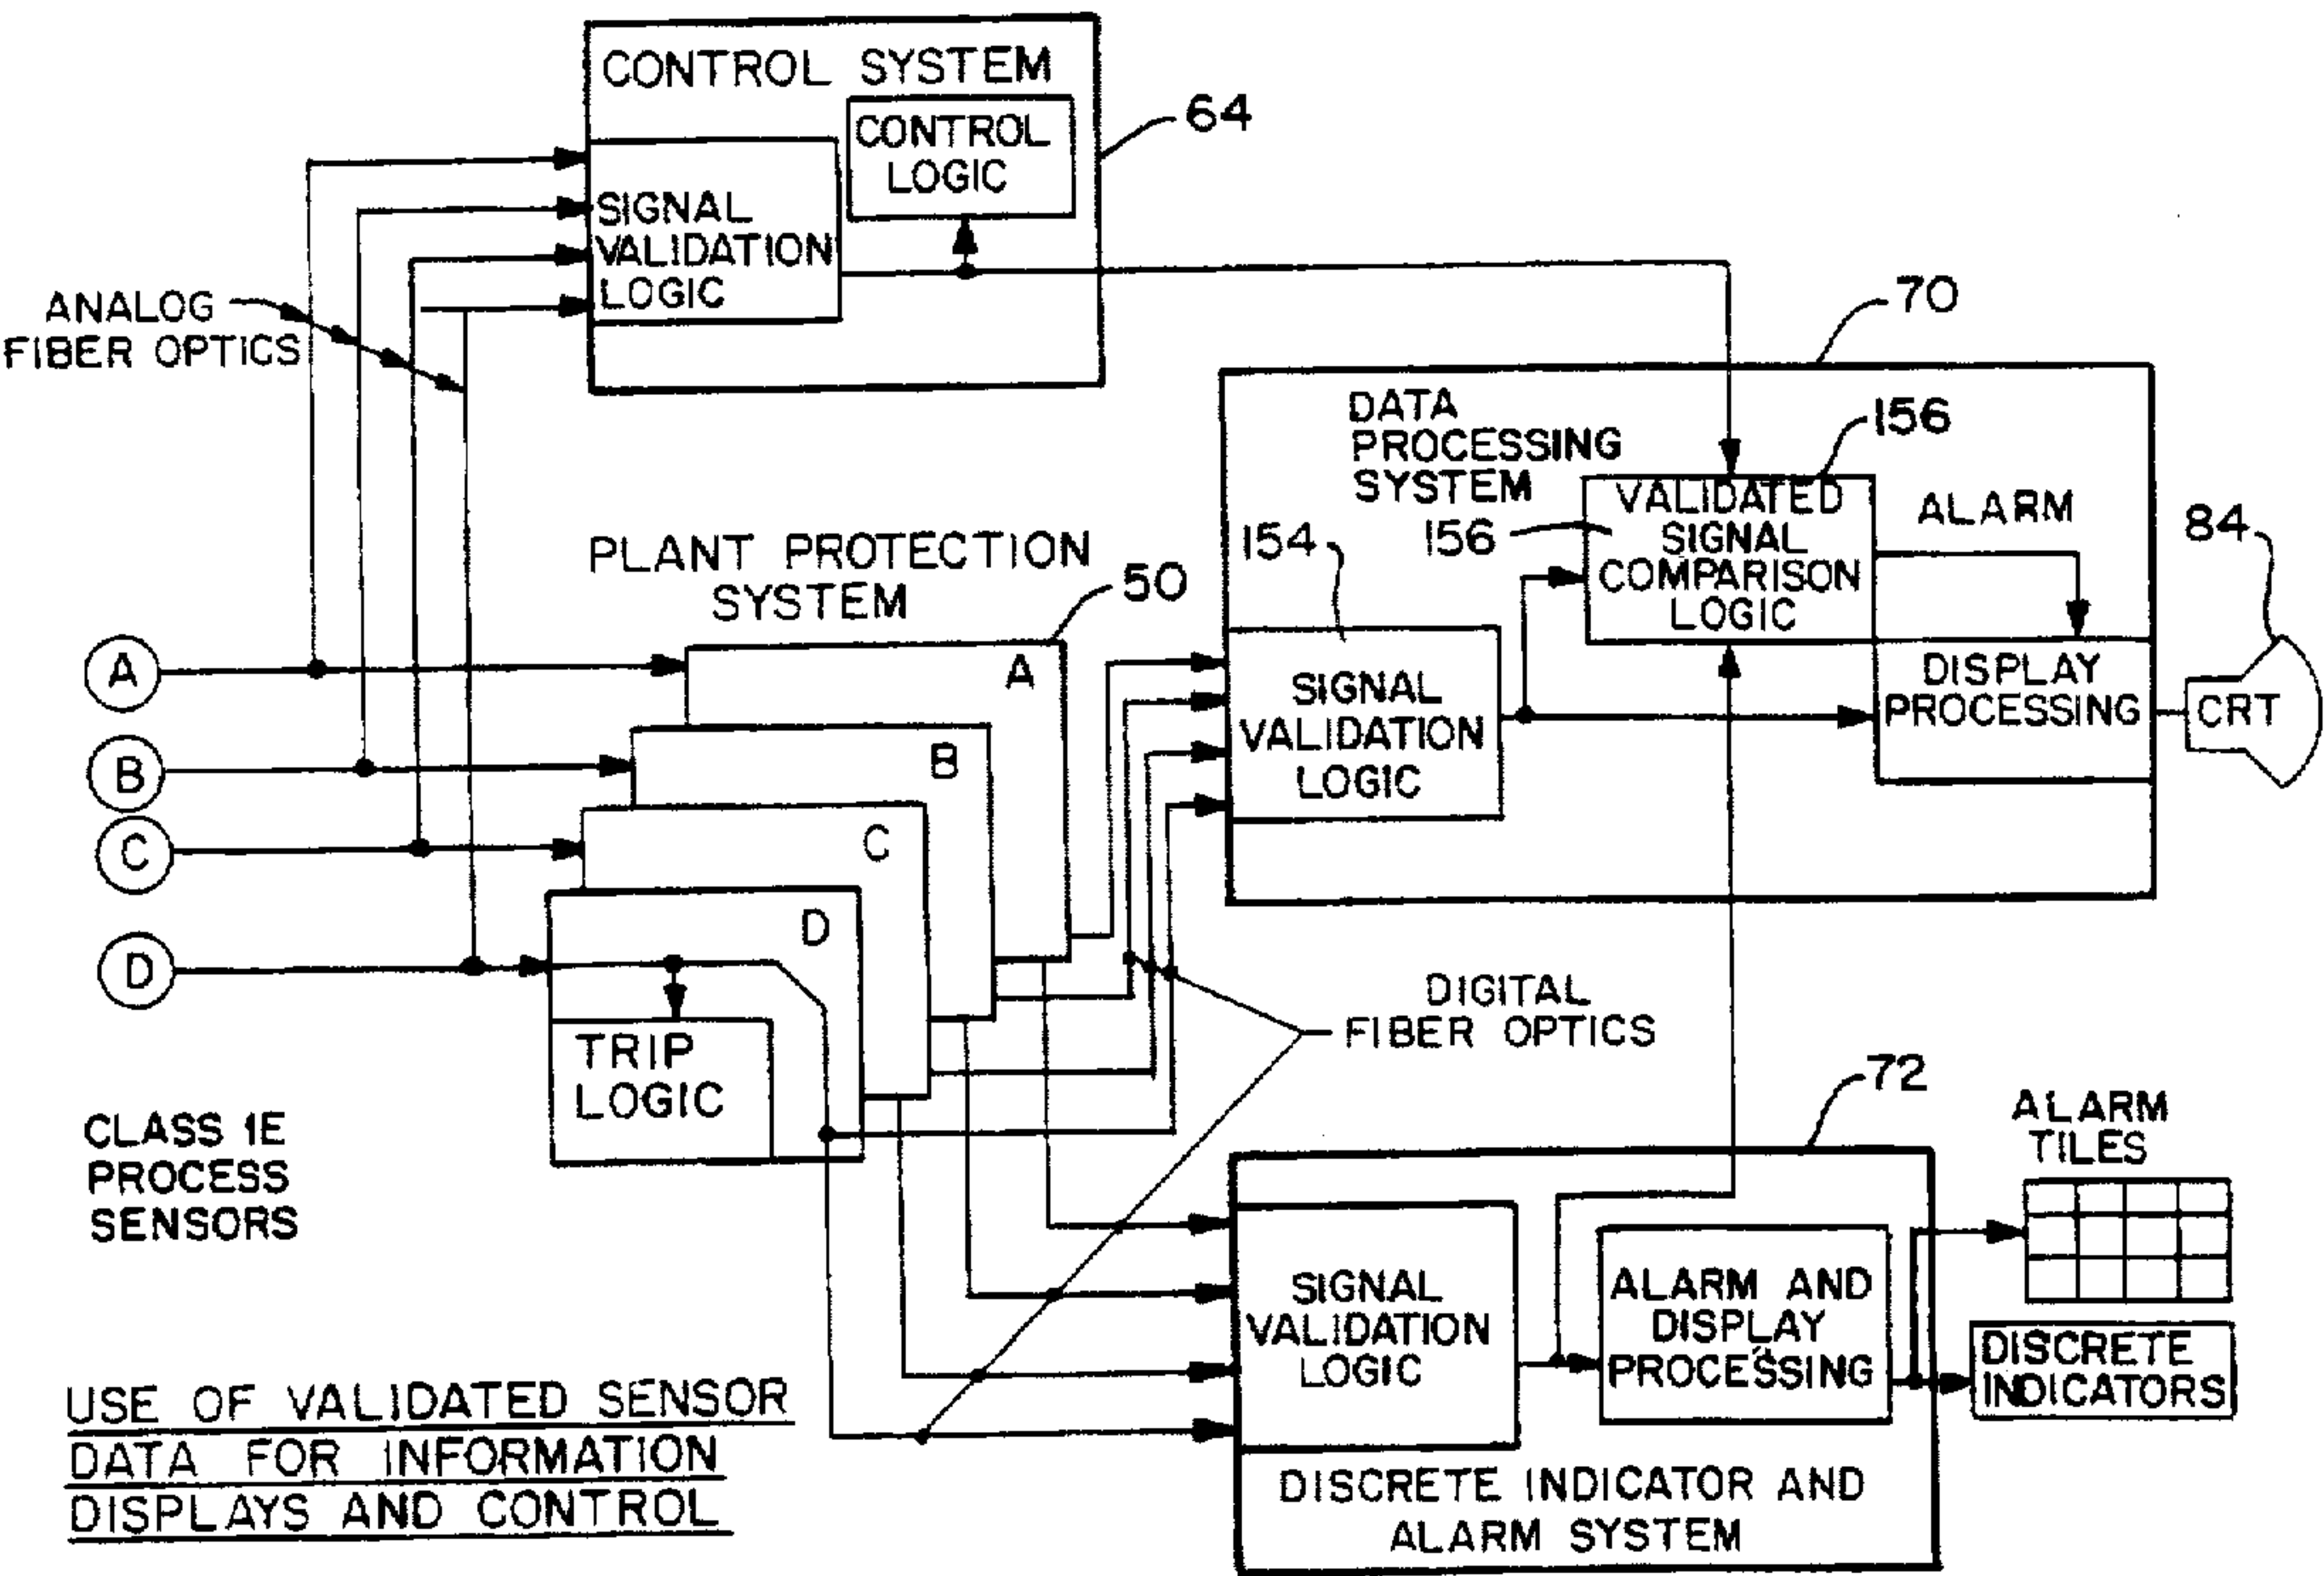 CONTROL SYSTEM
CONTROL
LOGIC
64
SIGNAL
VALIDATION
LOGIC
ANALOG
FIBER OPTICS
70
DATA
PROCESSING
SYSTEM
156
VALIDATED
SIGNAL
COMPARISON
LOGIC
156
ALARM
84
154
PLANT PROTECTION
SYSTEM
50
A
A
B
B
C
C
D
D
SIGNAL
VALIDATION
LOGIC
DISPLAY
PROCESSING
CRT
TRIP
LOGIC
DIGITAL
FIBER OPTICS
CLASS 1E
PROCESS
SENSORS
72
ALARM
TILES
SIGNAL
VALIDATION
LOGIC
ALARM AND
DISPLAY
PROCESSING
DISCRETE
INDICATORS
DISCRETE INDICATOR AND
ALARM SYSTEM
USE OF VALIDATED SENSOR
DATA FOR INFORMATION
DISPLAYS AND CONTROL